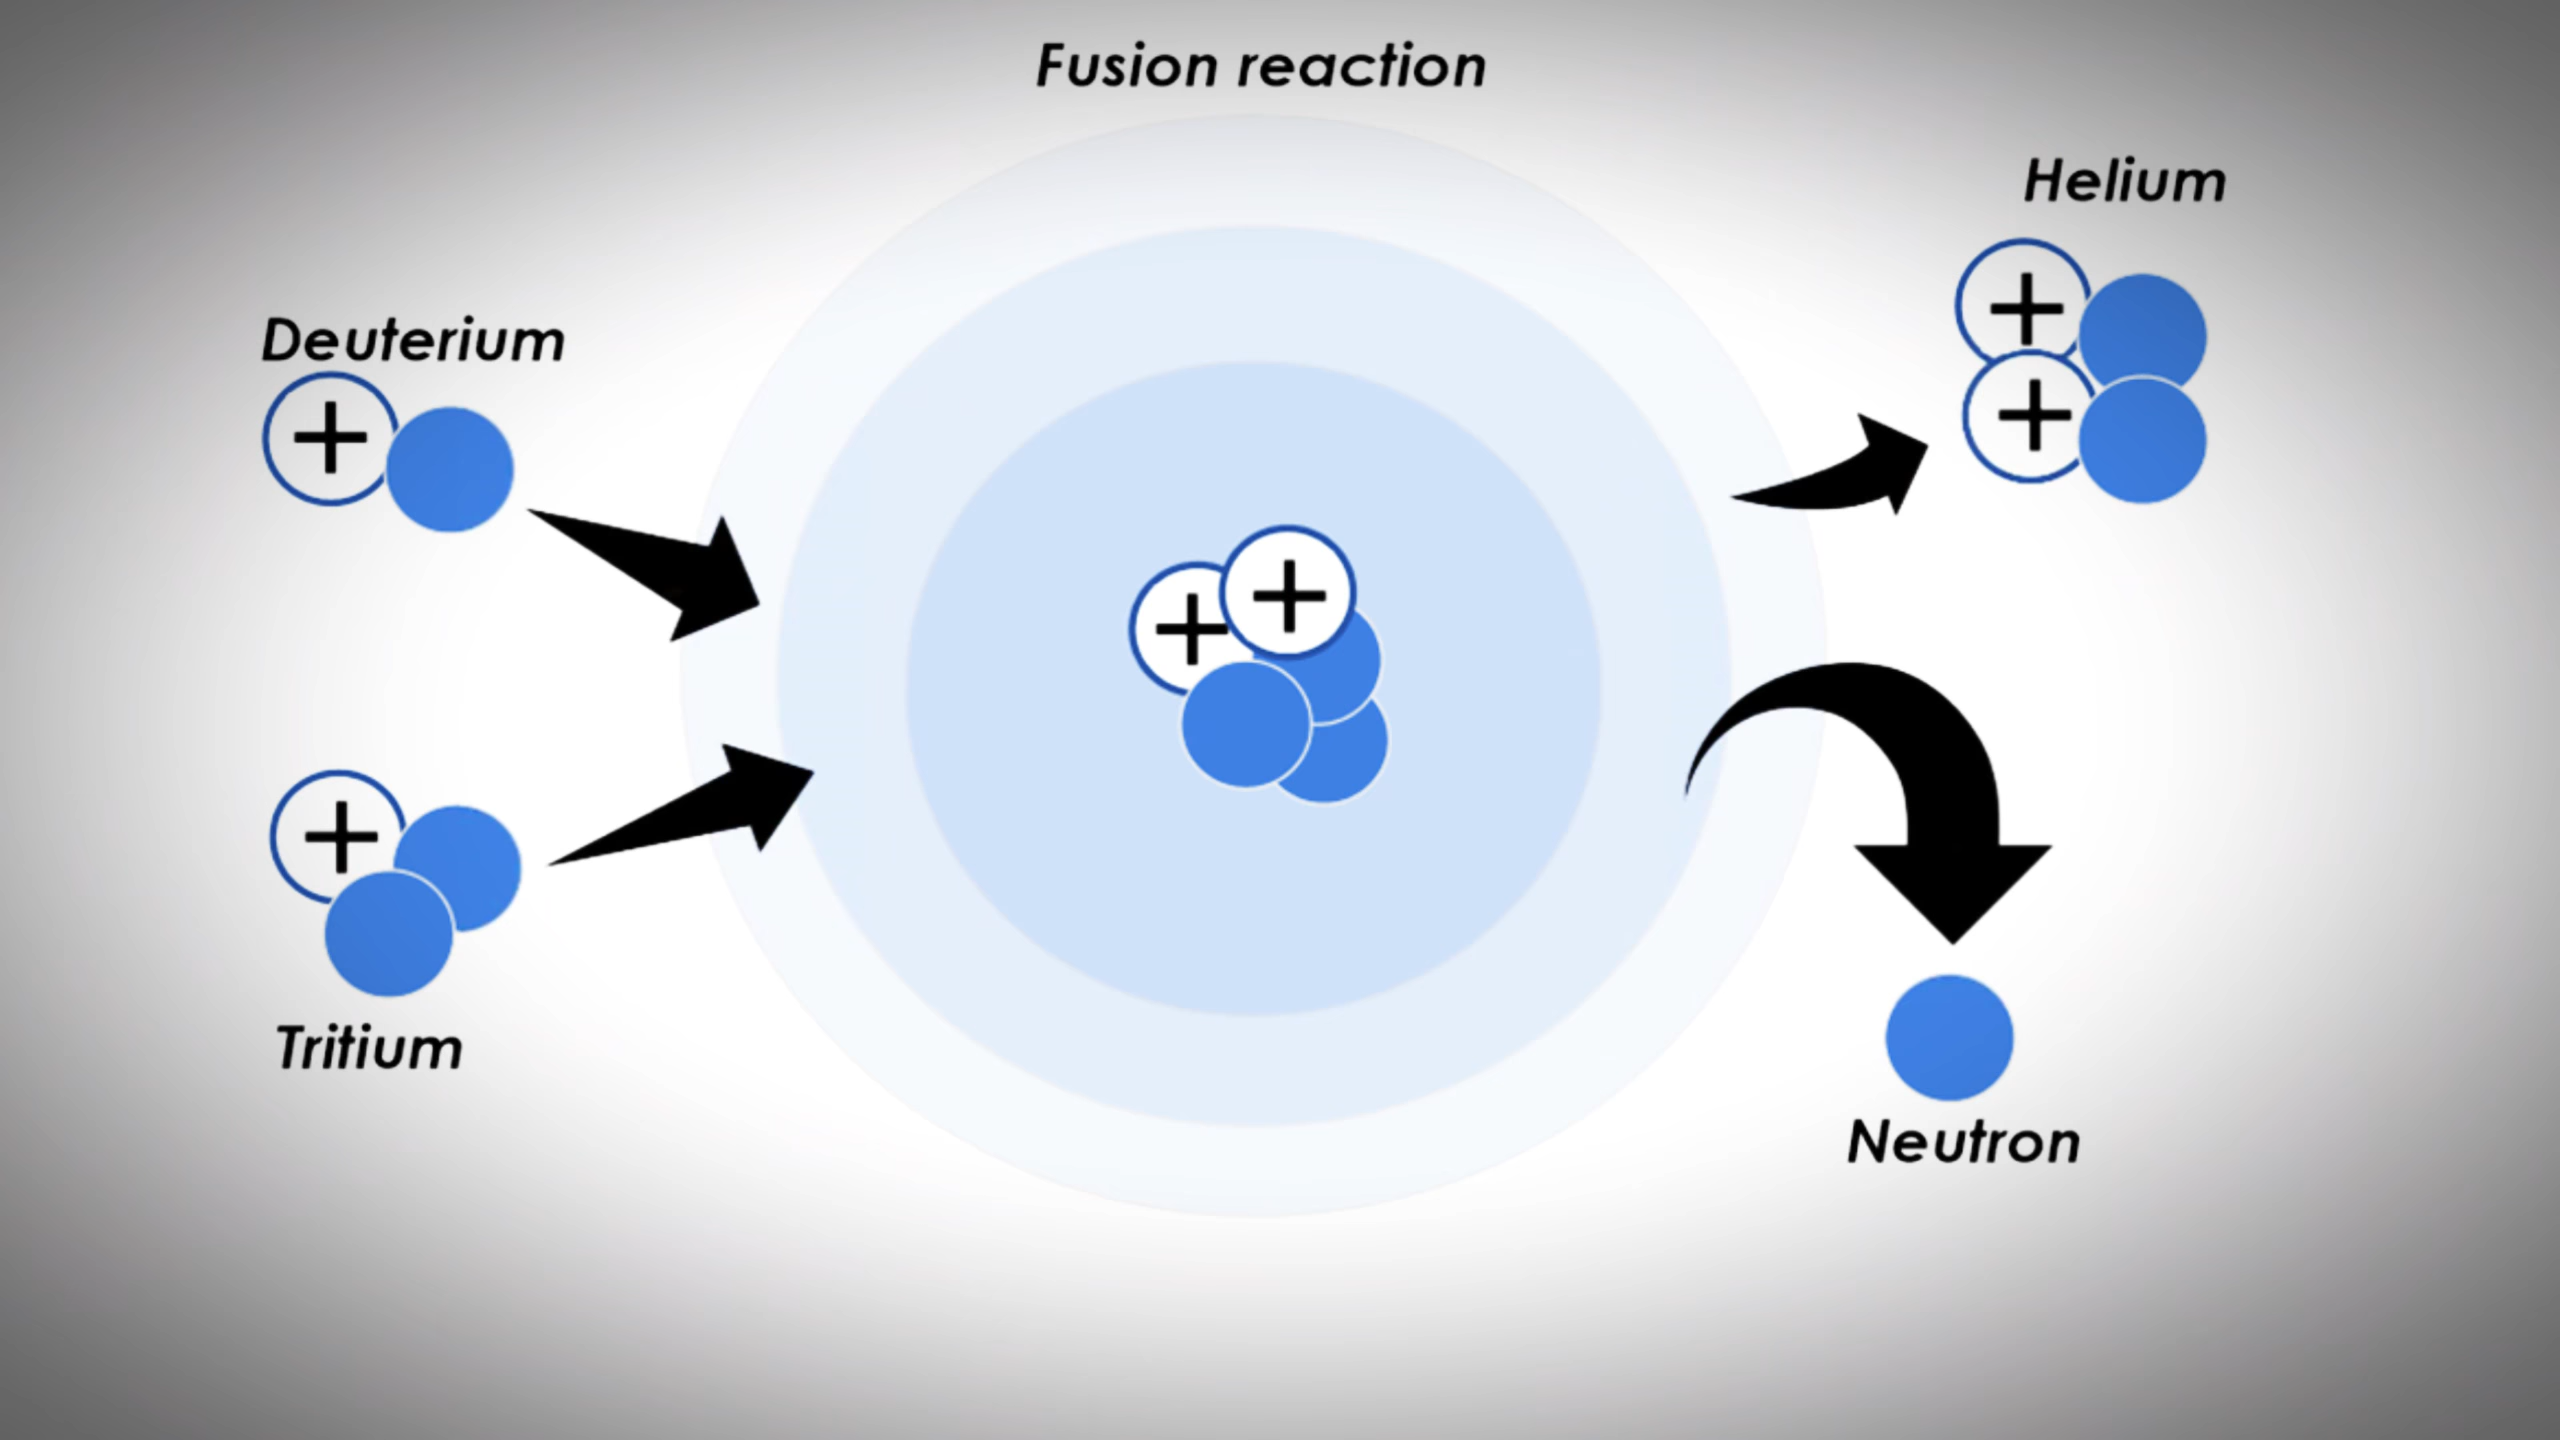 Fusion reaction
Helium
Deuterium
+
+
+
+
+
+
Tritium
Neutron